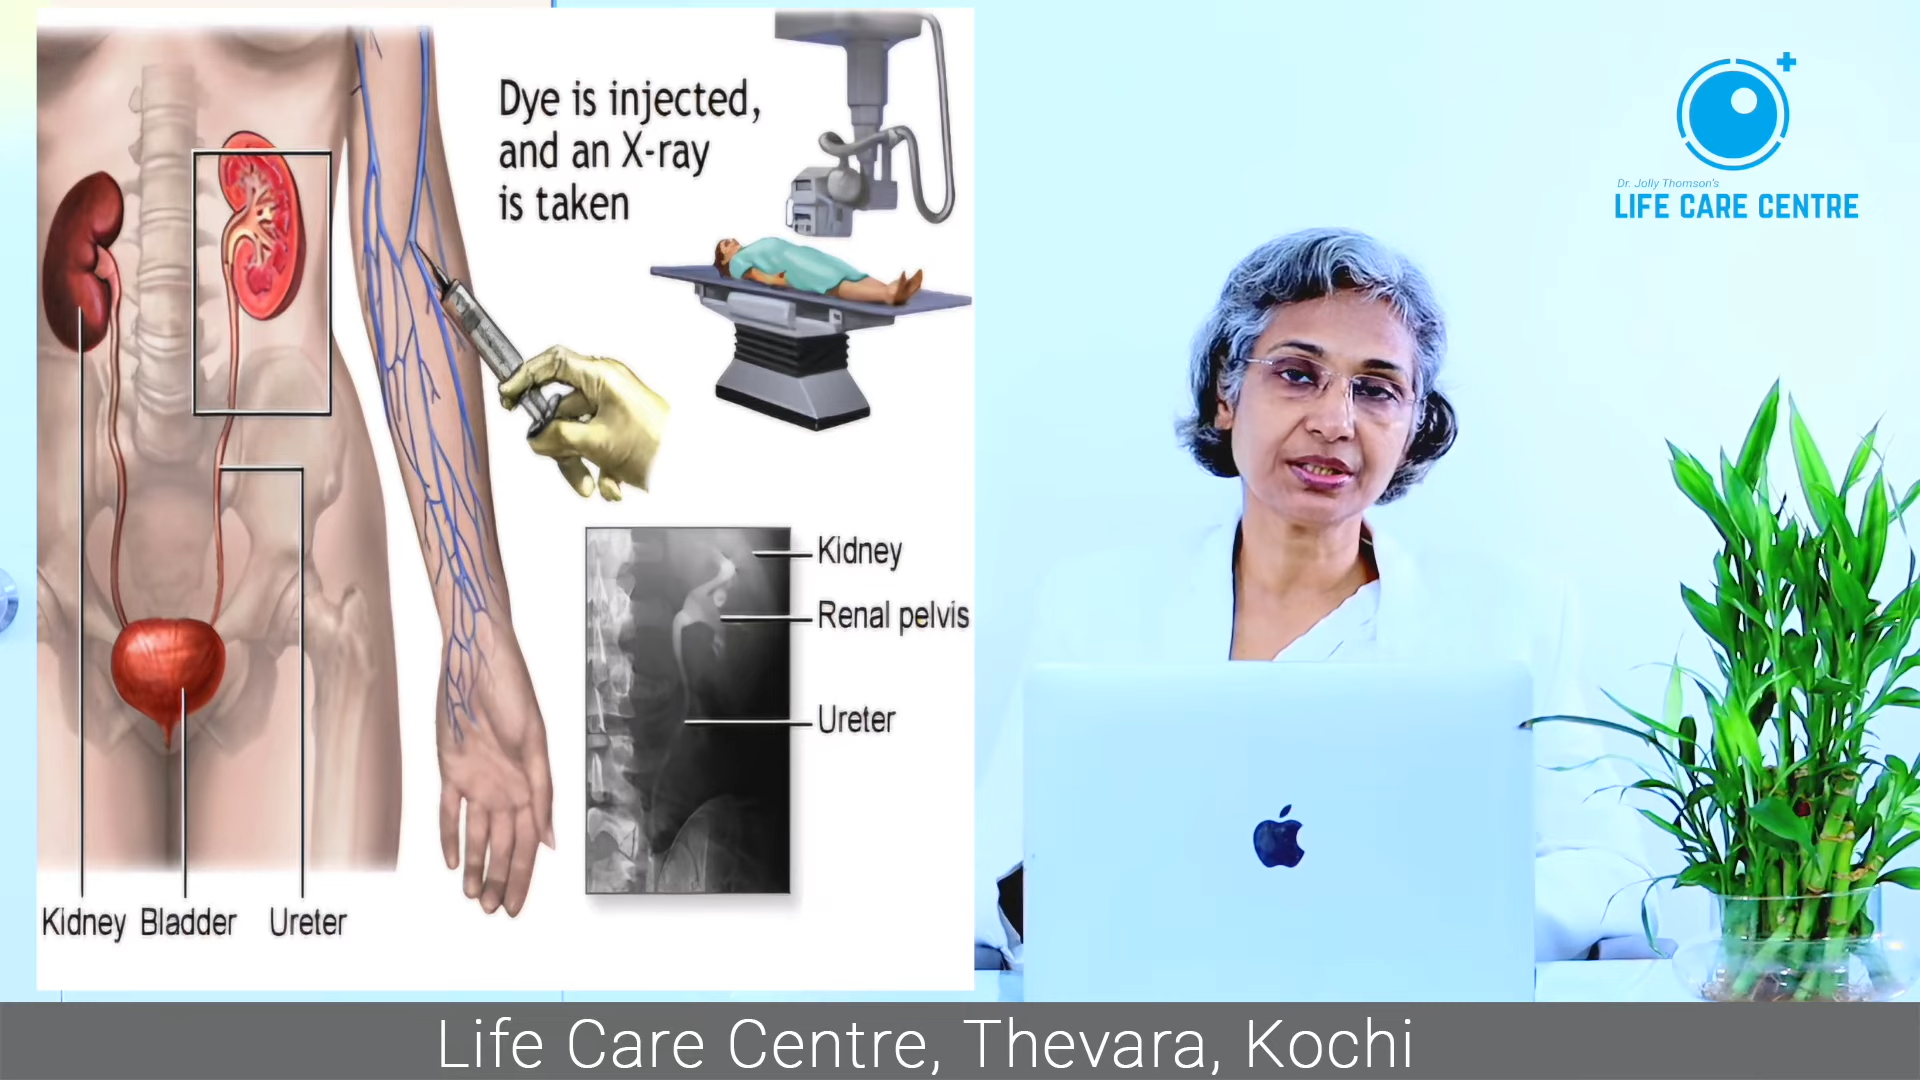 Dye is injected,
and an X-ray
is taken
Kidney
Renal pelvis
Ureter
Kidney Bladder Ureter
Dr. Jolly Thomson's
LIFE CARE CENTRE
Life Care Centre, Thevara, Kochi